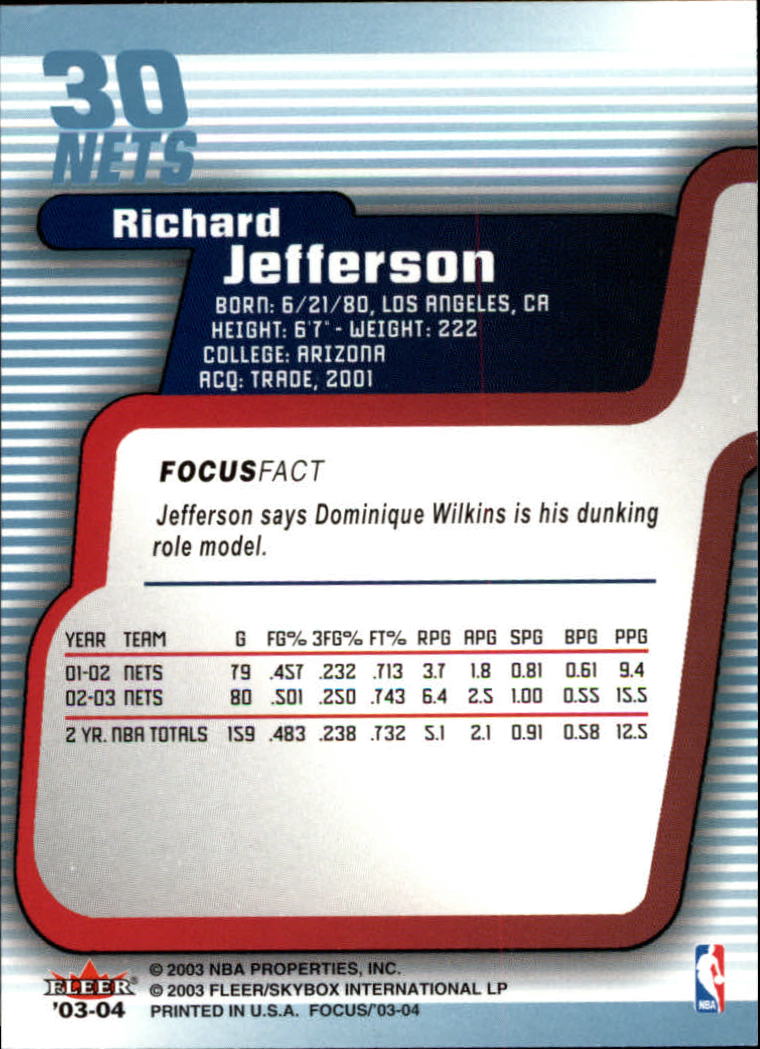 30
NETS
Richard
Jefferson
BORN: 6/21/80, LOS ANGELES, CA
HEIGHT: 6'7" - WEIGHT: 222
COLLEGE: ARIZONA
ACQ: TRADE, 2001
FOCUSFACT
Jefferson says Dominique Wilkins is his dunking
role model.
YEAR TEAM G FG% 3FG% FT% RPG APG SPG BPG PPG
01-02 NETS 79 .457 .232 .713 3.7 1.8 0.81 0.61 9.4
02-03 NETS 80 .501 .250 .743 6.4 2.5 1.00 0.55 15.5
2 YR. NBA TOTALS 159 .483 .238 .732 5.1 2.1 0.91 0.58 12.5
FLEER®
'03-04
© 2003 NBA PROPERTIES, INC.
© 2003 FLEER/SKYBOX INTERNATIONAL LP
PRINTED IN U.S.A. FOCUS/'03-04
NBA